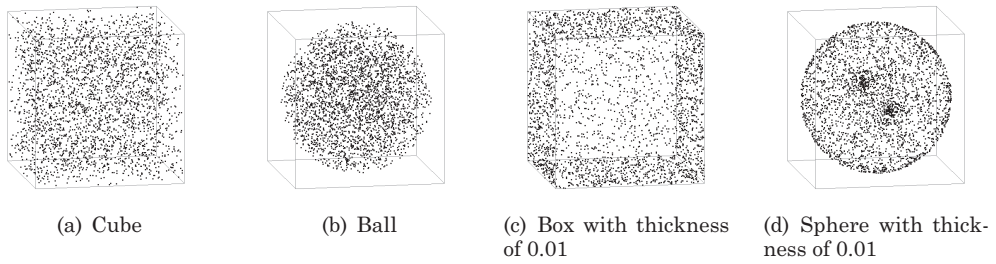 (a) Cube
(b) Ball
(c) Box with thickness
of 0.01
(d) Sphere with thick-
ness of 0.01